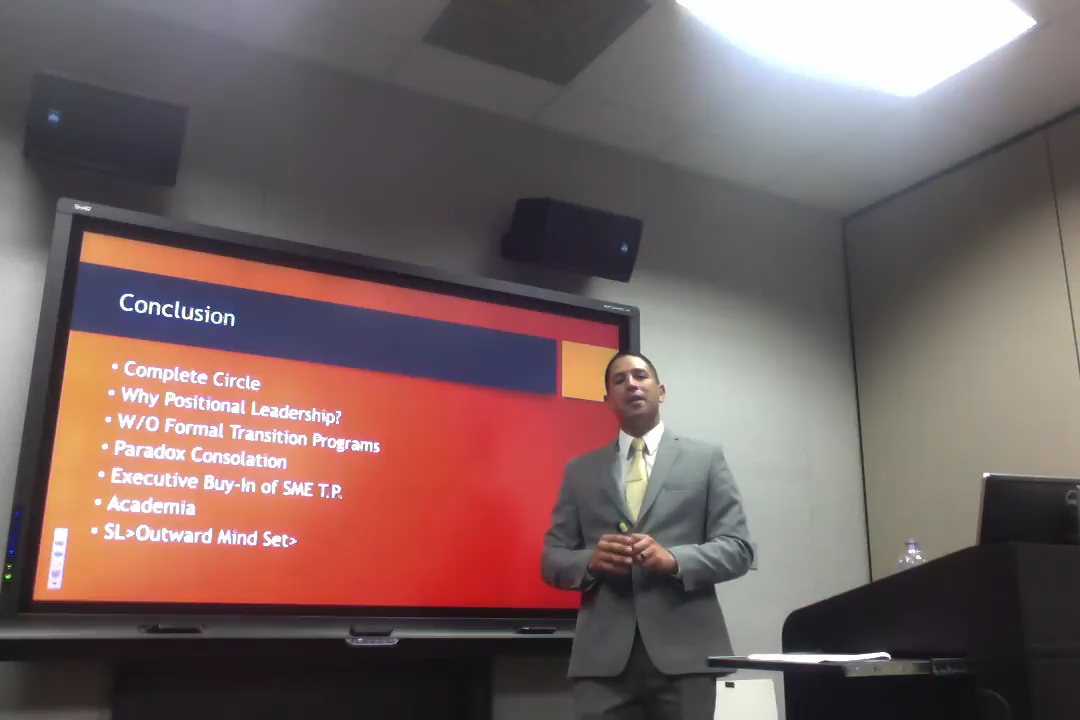 Conclusion
• Complete Circle
• Why Positional Leadership?
• W/O Formal Transition Programs
• Paradox Consolation
• Executive Buy-In of SME T.P.
• Academia
• SL>Outward Mind Set>